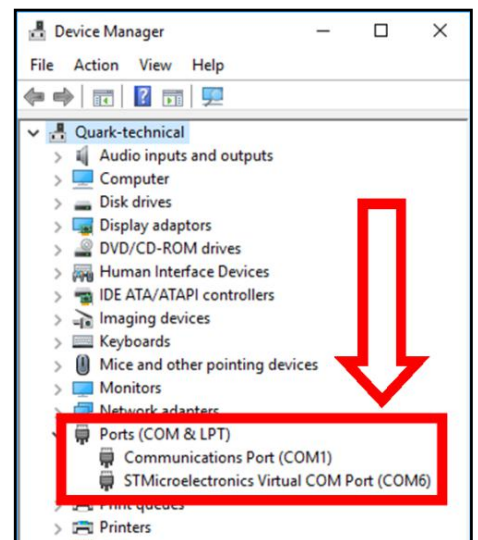 Device Manager
File Action View Help
Quark-technical
Audio inputs and outputs
Computer
Disk drives
Display adaptors
DVD/CD-ROM drives
Human Interface Devices
IDE ATA/ATAPI controllers
Imaging devices
Keyboards
Mice and other pointing devices
Monitors
Network adapters
Ports (COM & LPT)
Communications Port (COM1)
STMicroelectronics Virtual COM Port (COM6)
Print queues
Printers